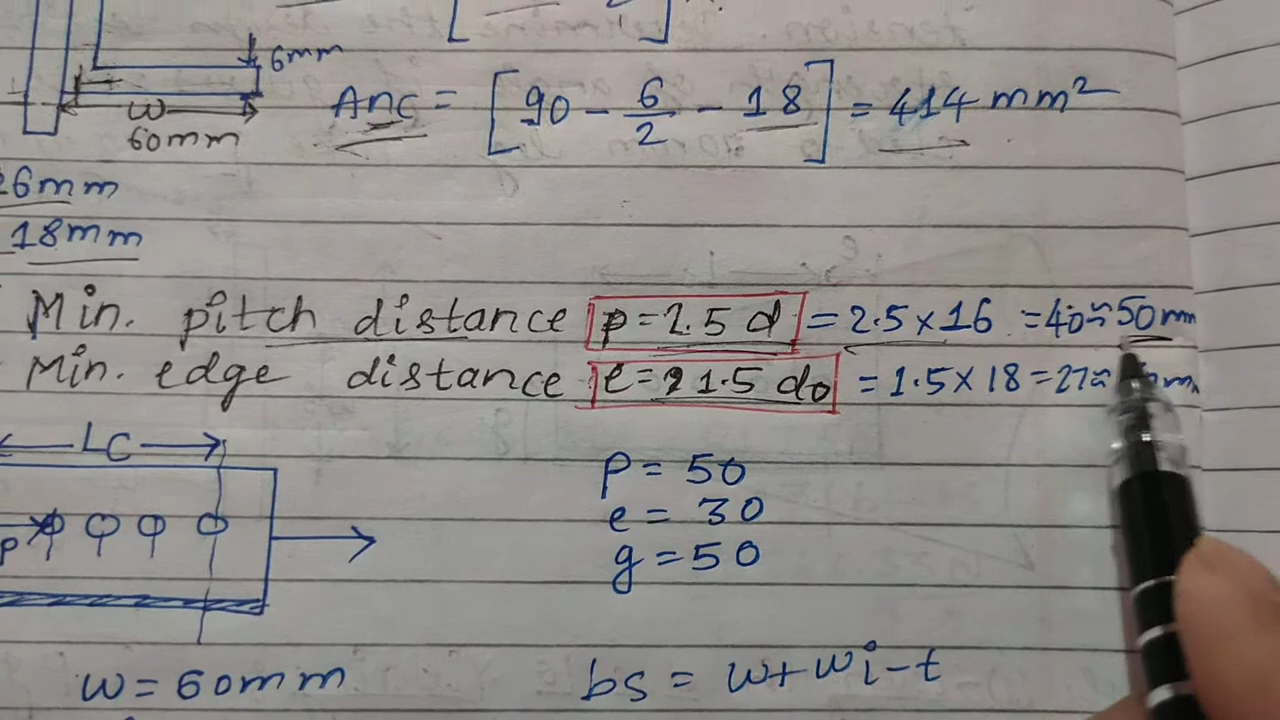 6mm
w
60mm
Anc = [90 - 6/2 - 18] = 414 mm²
26mm
18mm
Min. pitch distance p = 2.5 d = 2.5 × 16 = 40 ≈ 50mm
Min. edge distance e = 1.5 do = 1.5 × 18 = 27 ≈ mm
LC
p
p = 50
e = 30
g = 50
w = 60mm
bs = w + wi - t